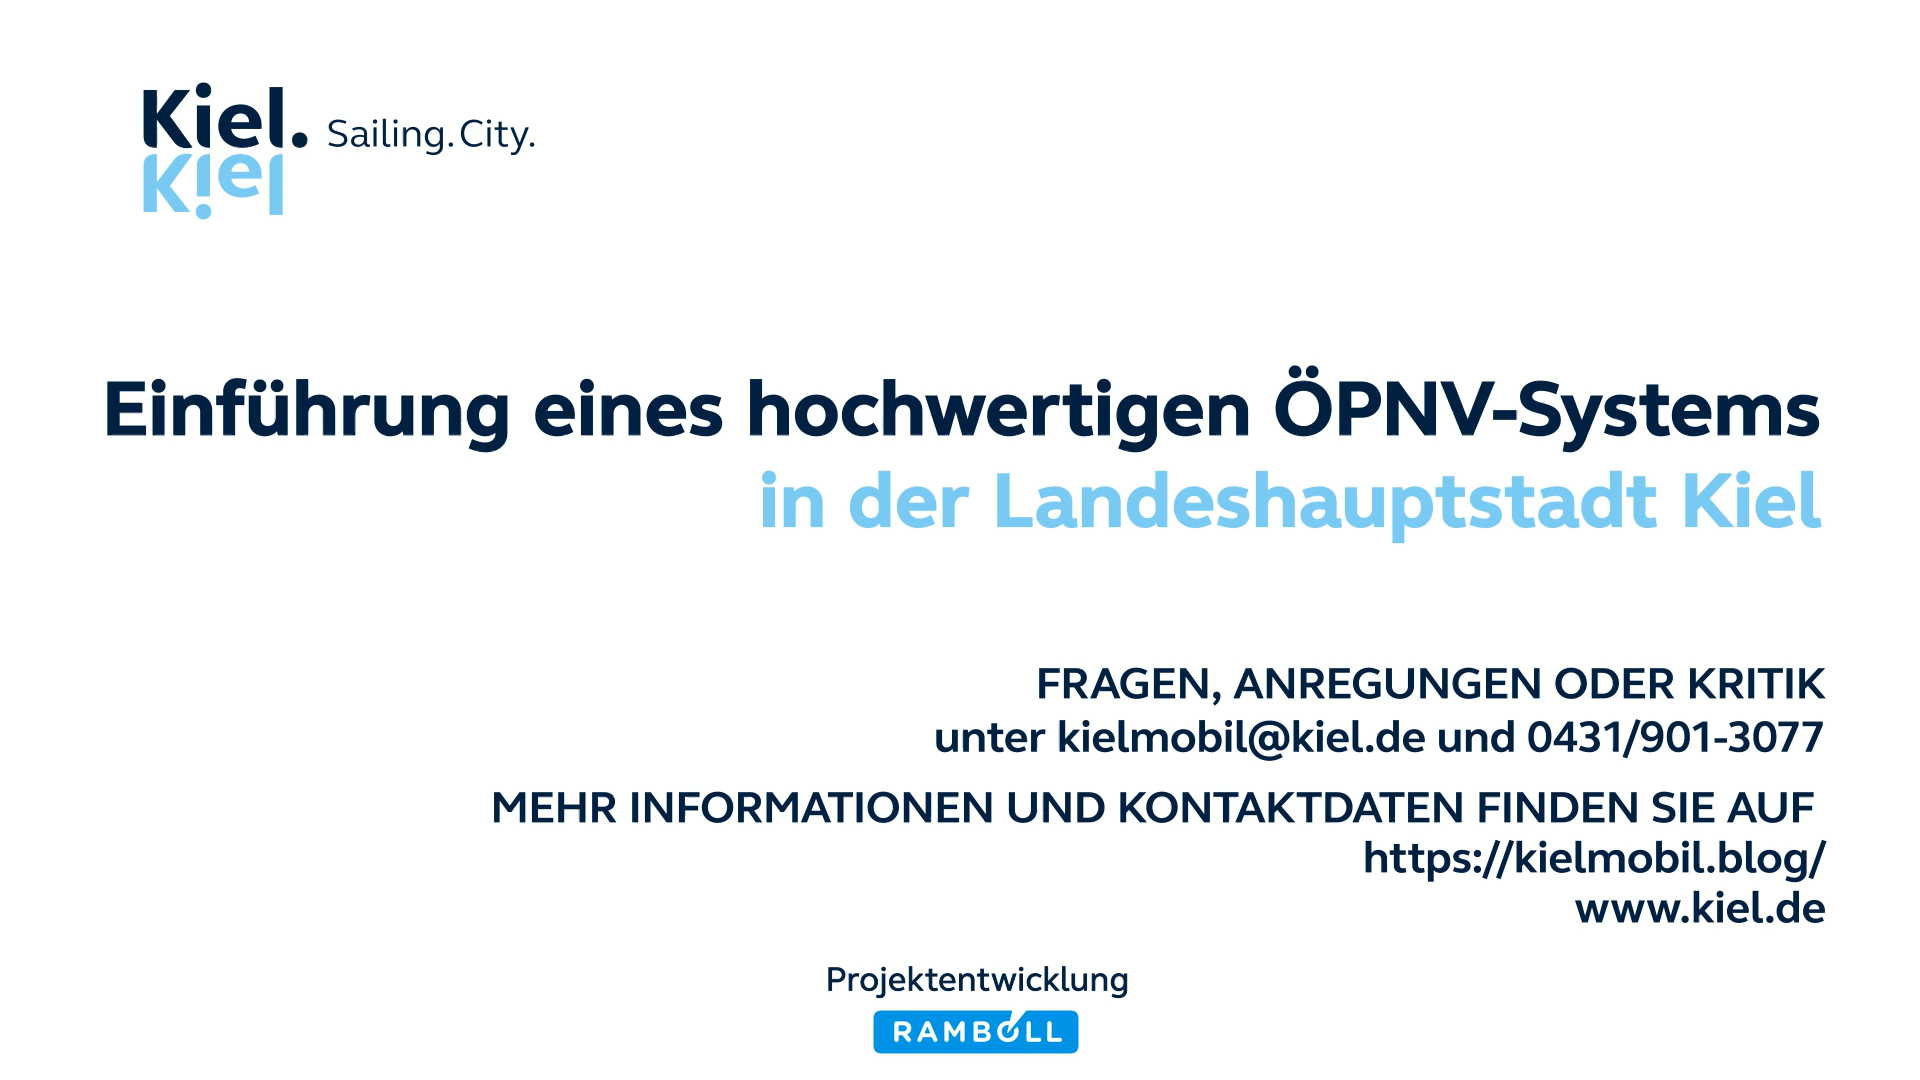 Kiel. Sailing.City.
Kiel
Einführung eines hochwertigen ÖPNV-Systems
in der Landeshauptstadt Kiel
FRAGEN, ANREGUNGEN ODER KRITIK
unter kielmobil@kiel.de und 0431/901-3077
MEHR INFORMATIONEN UND KONTAKTDATEN FINDEN SIE AUF
https://kielmobil.blog/
www.kiel.de
Projektentwicklung
RAMBOLL